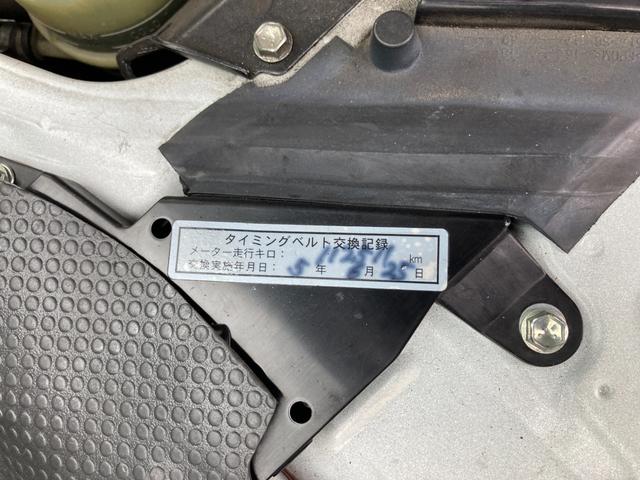 タイミングベルト交換記録
メーター走行キロ： km
交換実施年月日： 5 年 6 月 25 日